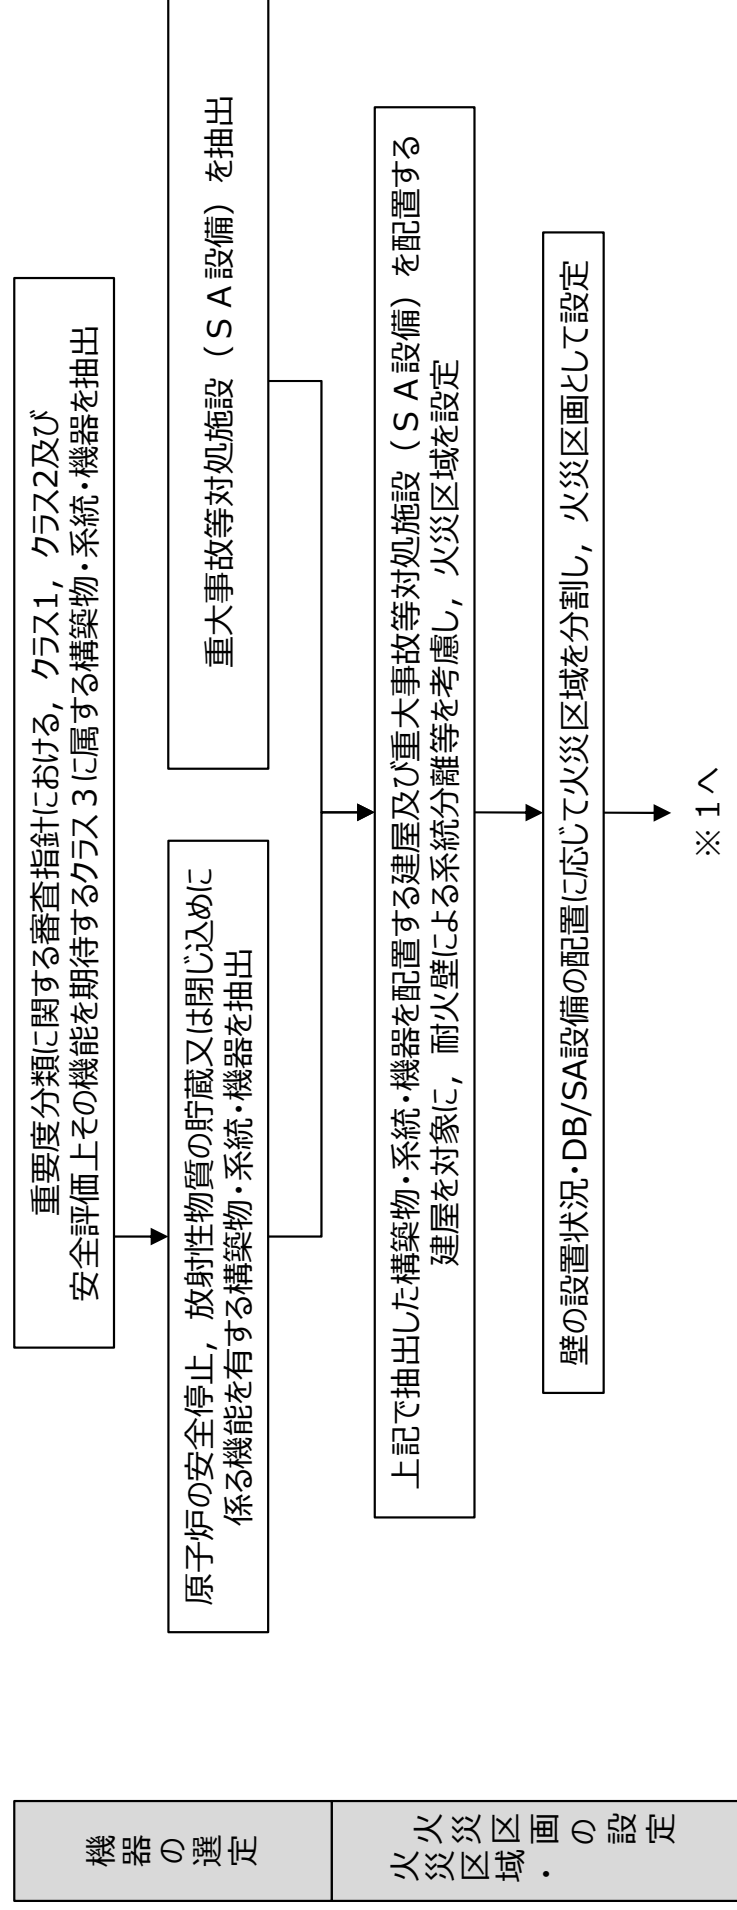 機器の選定
重要度分類に関する審査指針における，クラス1，クラス2及び
安全評価上その機能を期待するクラス３に属する構築物・系統・機器を抽出
原子炉の安全停止，放射性物質の貯蔵又は閉じ込めに
係る機能を有する構築物・系統・機器を抽出
重大事故等対処施設（ＳＡ設備）を抽出
火災区域・
火災区画の設定
上記で抽出した構築物・系統・機器を配置する建屋及び重大事故等対処施設（ＳＡ設備）を配置する
建屋を対象に，耐火壁による系統分離等を考慮し，火災区域を設定
壁の設置状況・DB/SA設備の配置に応じて火災区域を分割し，火災区画として設定
※１へ